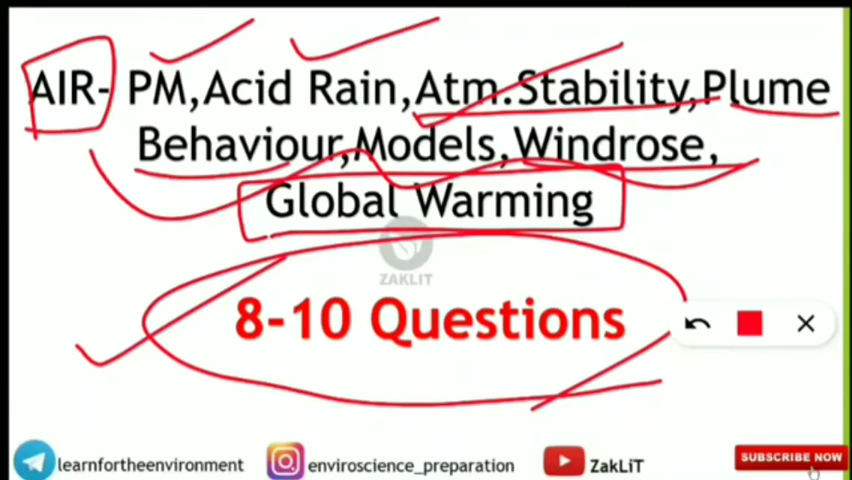 AIR- PM,Acid Rain,Atm.Stability,Plume
Behaviour,Models,Windrose,
Global Warming
ZAKLIT
8-10 Questions
learnfortheenvironment
enviroscience_preparation
ZakLiT
SUBSCRIBE NOW